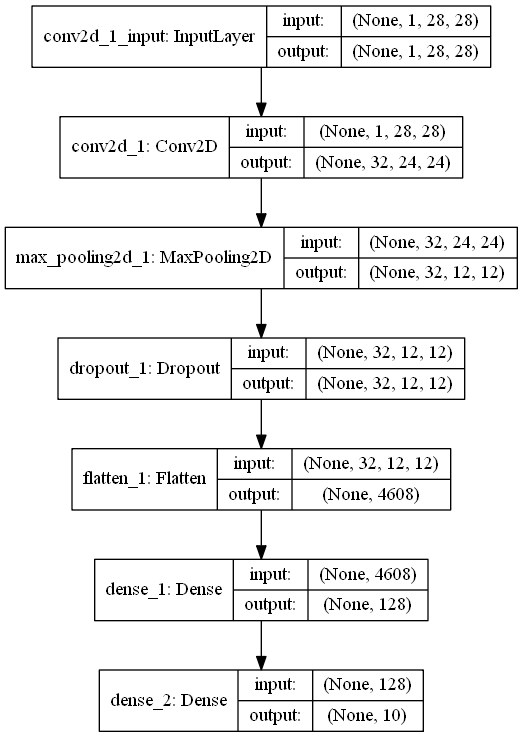 conv2d_1_input: InputLayer
input: (None, 1, 28, 28)
output: (None, 1, 28, 28)
conv2d_1: Conv2D
input: (None, 1, 28, 28)
output: (None, 32, 24, 24)
max_pooling2d_1: MaxPooling2D
input: (None, 32, 24, 24)
output: (None, 32, 12, 12)
dropout_1: Dropout
input: (None, 32, 12, 12)
output: (None, 32, 12, 12)
flatten_1: Flatten
input: (None, 32, 12, 12)
output: (None, 4608)
dense_1: Dense
input: (None, 4608)
output: (None, 128)
dense_2: Dense
input: (None, 128)
output: (None, 10)